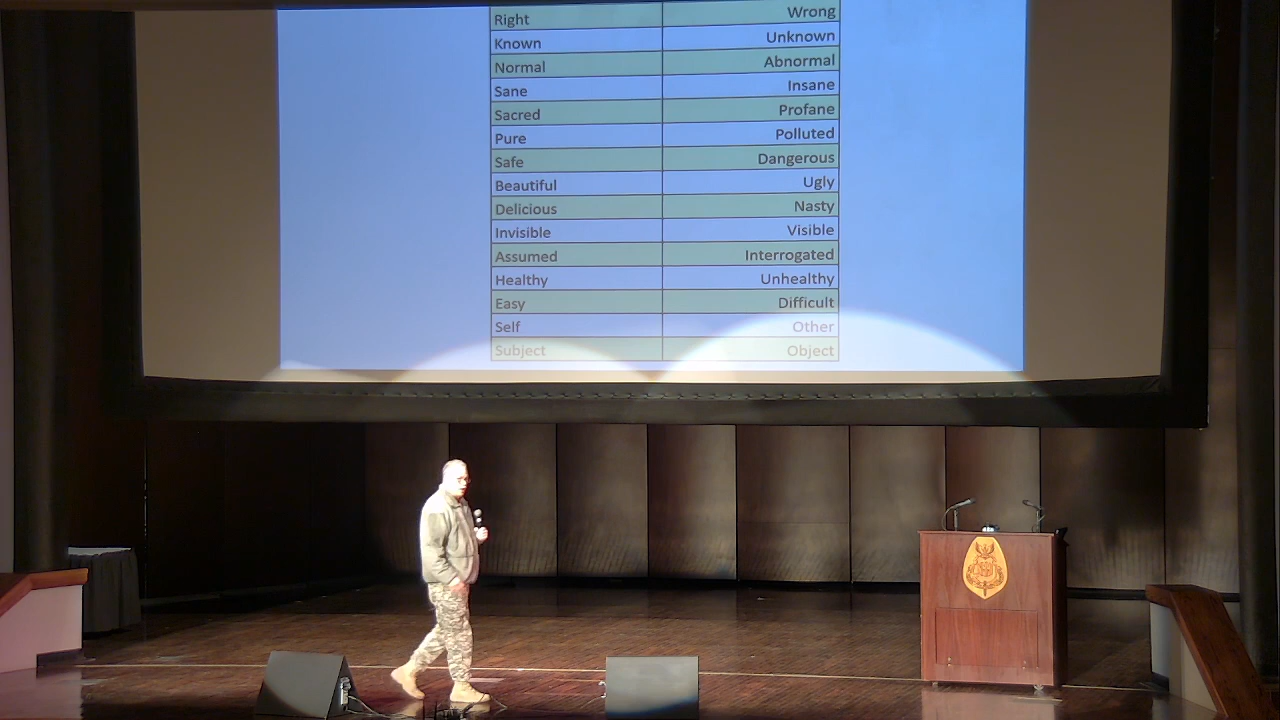 Right Wrong
Known Unknown
Normal Abnormal
Sane Insane
Sacred Profane
Pure Polluted
Safe Dangerous
Beautiful Ugly
Delicious Nasty
Invisible Visible
Assumed Interrogated
Healthy Unhealthy
Easy Difficult
Self Other
Subject Object